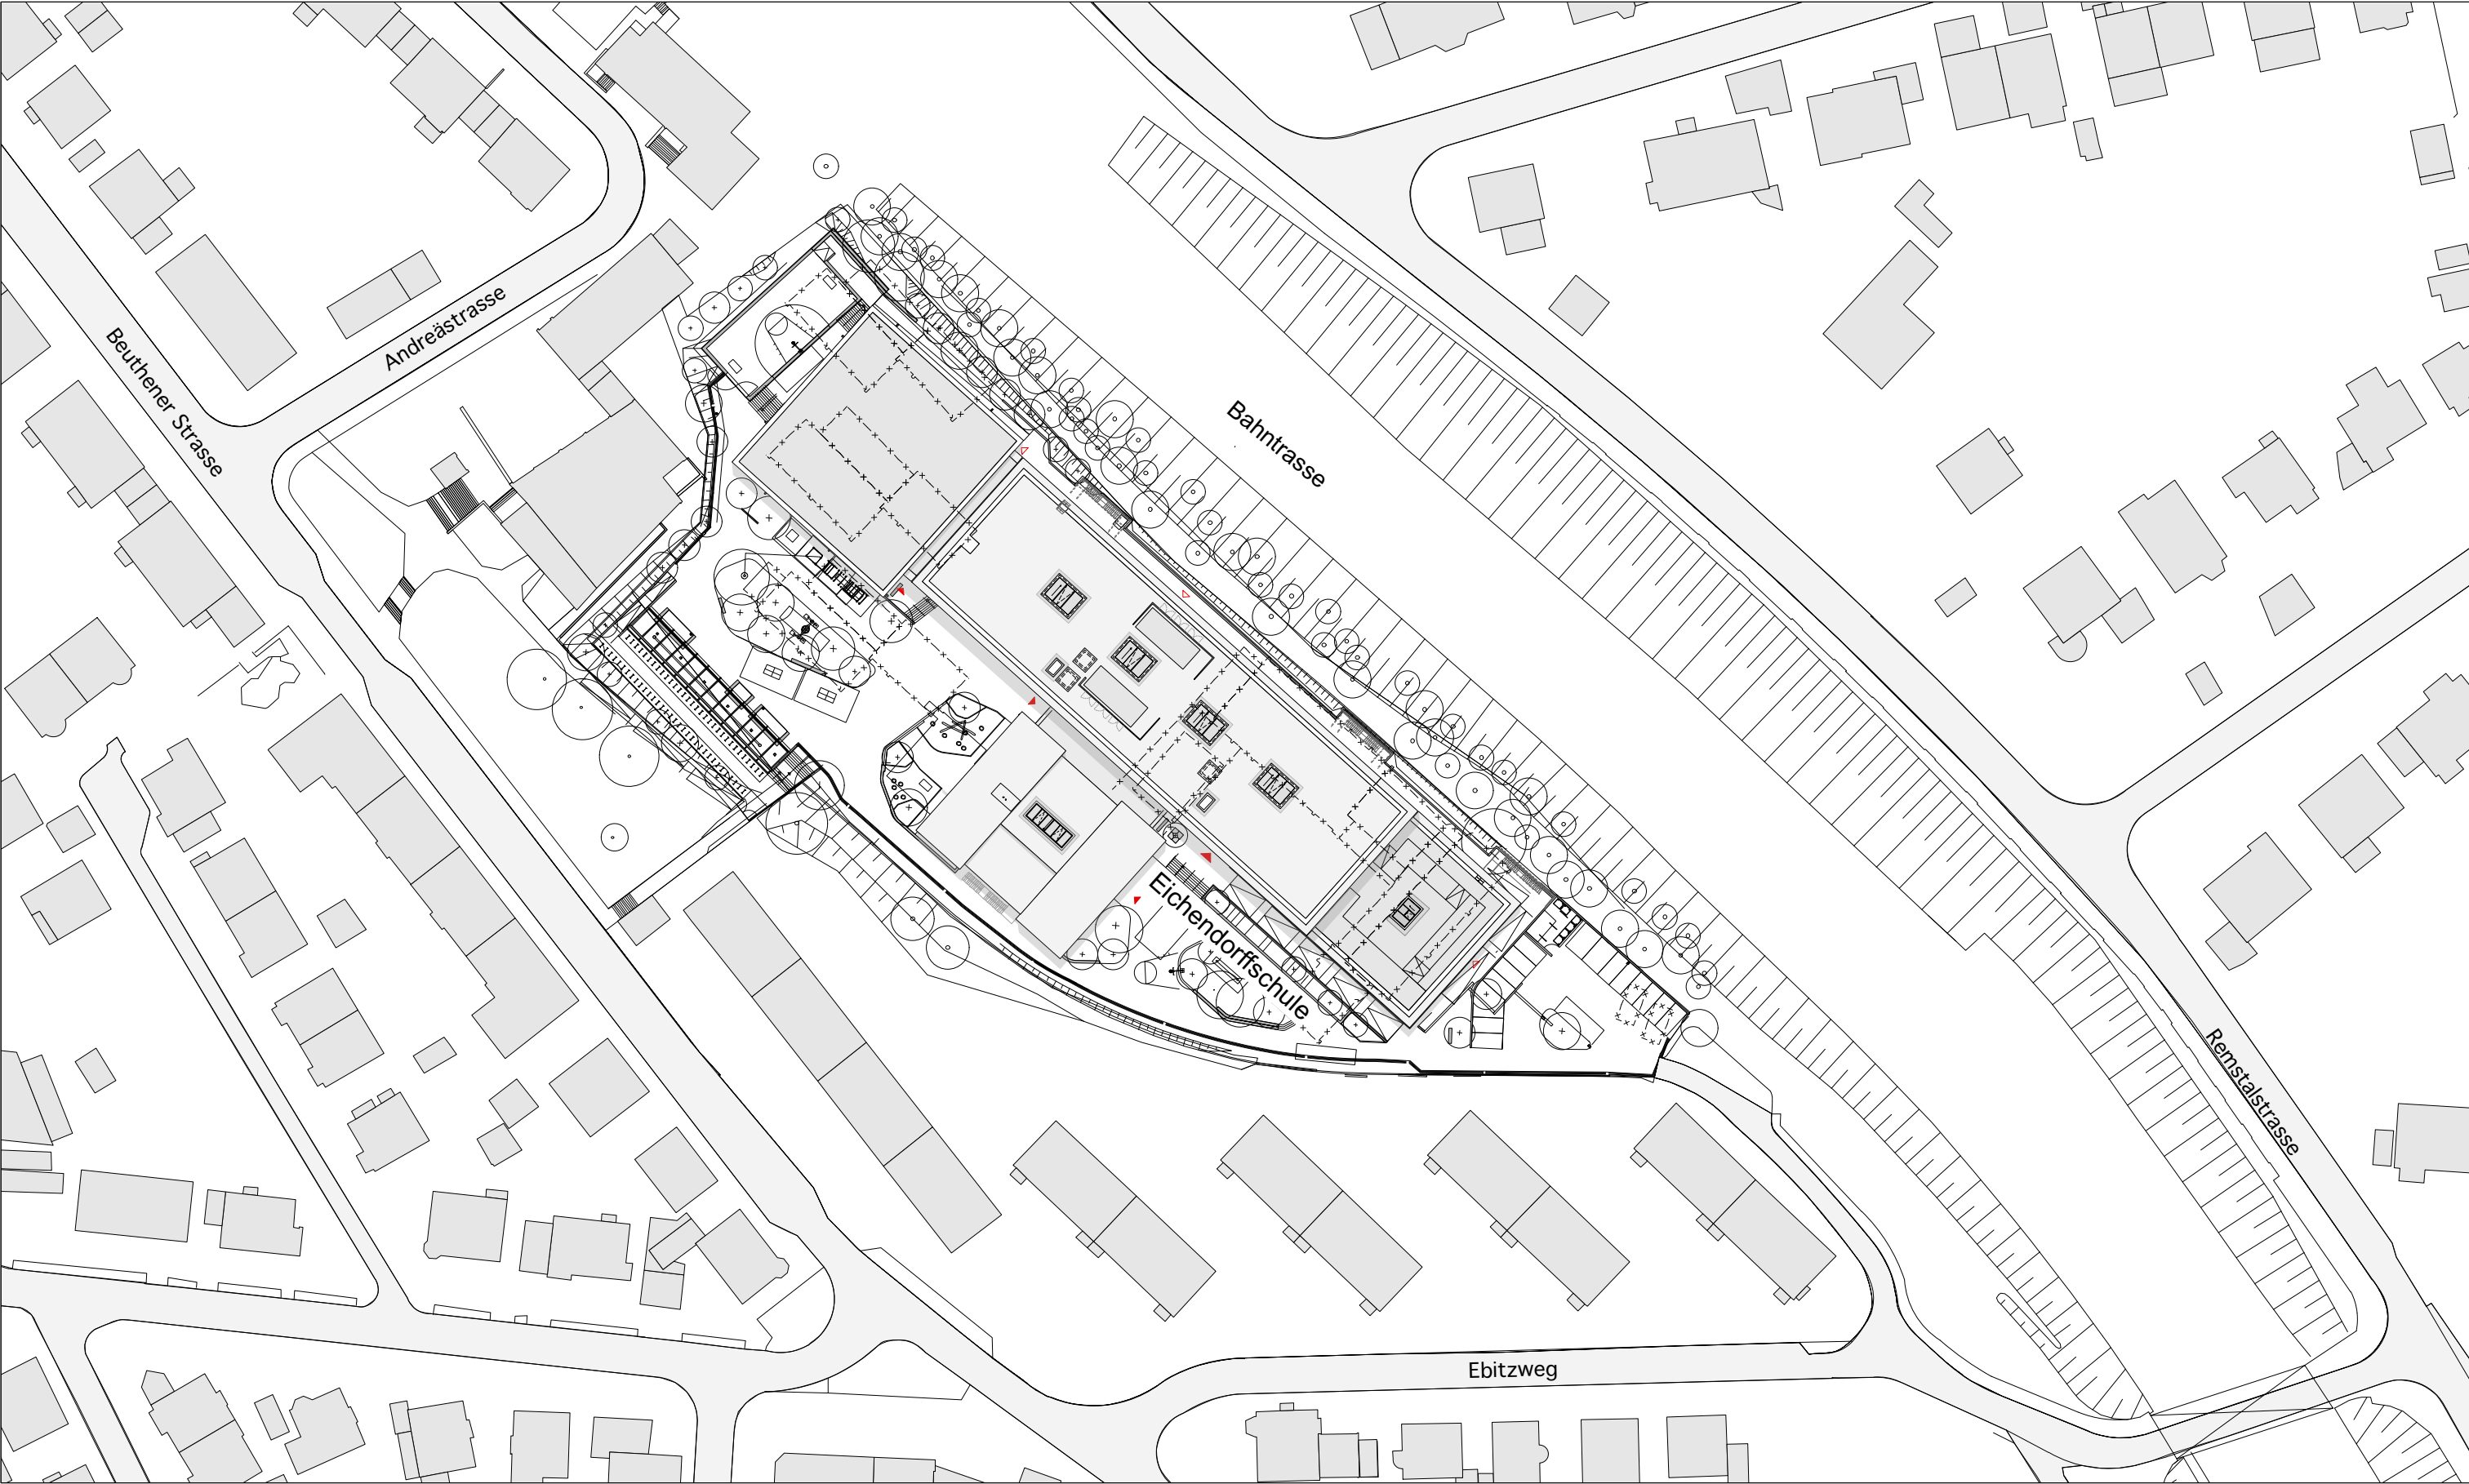 Andreästrasse
Beuthener Strasse
Bahntrasse
Eichendorffschule
Remstalstrasse
Ebitzweg